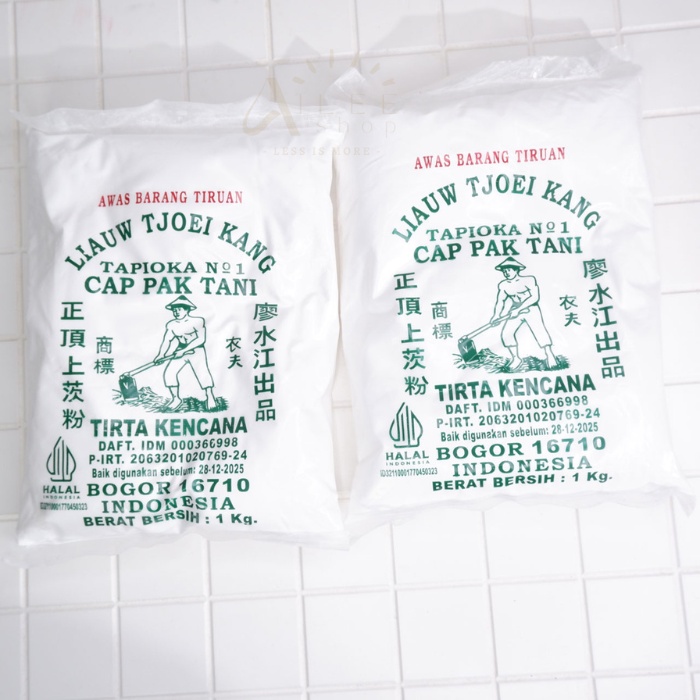 AWAS BARANG TIRUAN
LIAUW TJOEI KANG
TAPIOKA Nº1
CAP PAK TANI
正頂上茨粉
商標
农夫
廖水江出品
TIRTA KENCANA
DAFT. IDM 000366998
P-IRT. 2063201020769-24
Baik digunakan sebelum: 28-12-2025
HALAL
INDONESIA
ID32110001770450323
BOGOR 16710
INDONESIA
BERAT BERSIH : 1 Kg.
AWAS BARANG TIRUAN
LIAUW TJOEI KANG
TAPIOKA Nº1
CAP PAK TANI
正頂上茨粉
商標
农夫
廖水江出品
TIRTA KENCANA
DAFT. IDM 000366998
P-IRT. 2063201020769-24
Baik digunakan sebelum: 28-12-2025
HALAL
INDONESIA
ID32110001770450323
BOGOR 16710
INDONESIA
BERAT BERSIH : 1 Kg.
LESS IS MORE